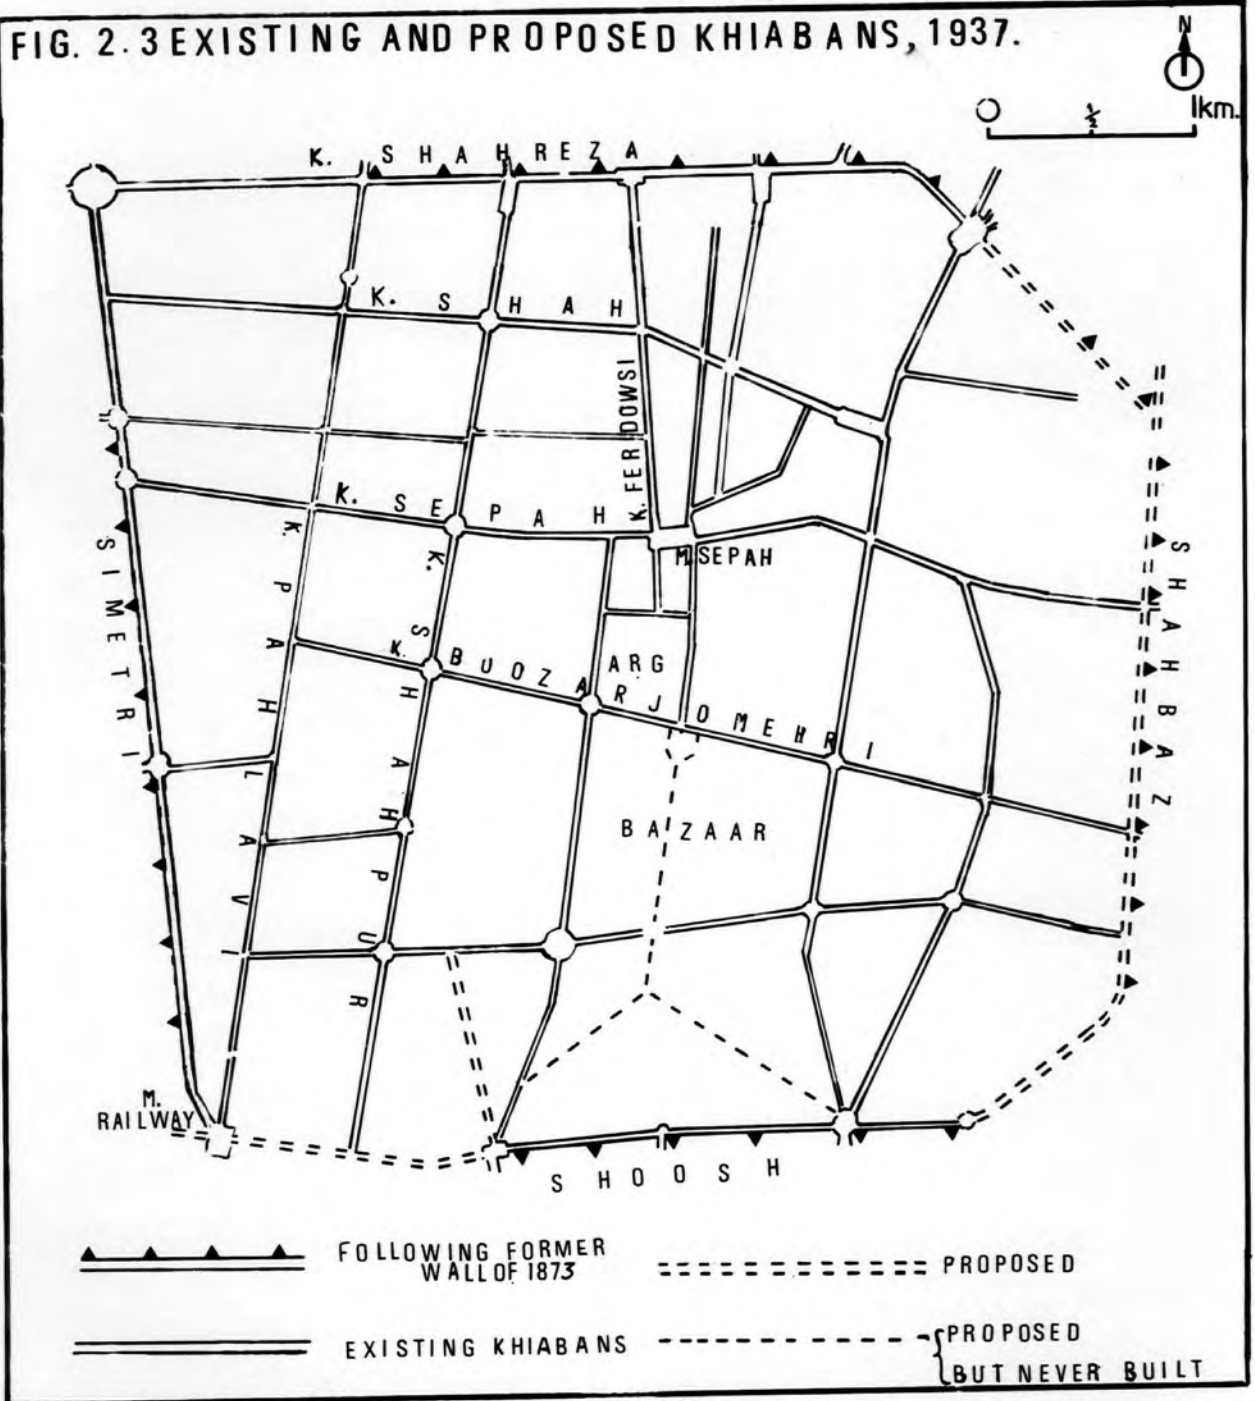 FIG. 2.3 EXISTING AND PROPOSED KHIABANS, 1937.
N
0 ½ 1km.
K. SHAHREZA
K. SHAH
K. FERDOWSI
K. SEPAH
M. SEPAH
K. PAHLAVI
K. SHAHPUR
SIMETRI
SHAHBAZ
K. BUOZARJOMEHRI
ARG
BAZAAR
M.
RAILWAY
SHOOSH
FOLLOWING FORMER
WALL OF 1873
PROPOSED
EXISTING KHIABANS
PROPOSED
BUT NEVER BUILT